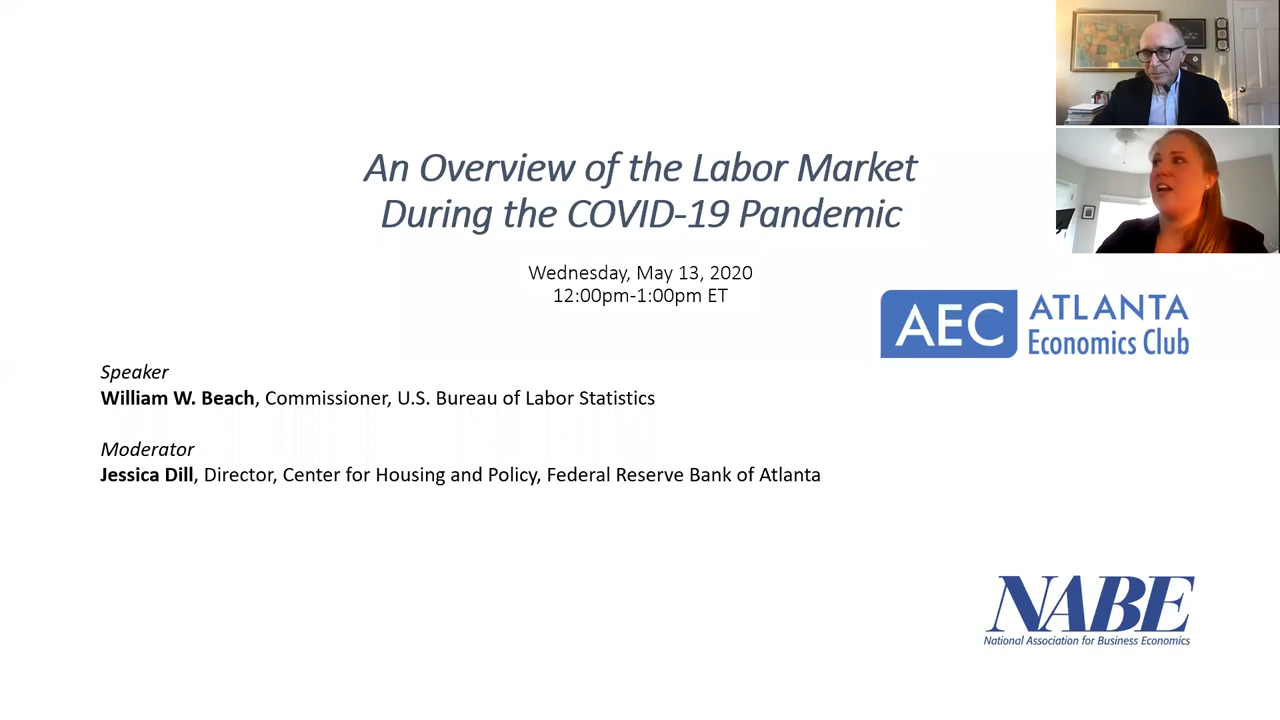 An Overview of the Labor Market
During the COVID-19 Pandemic
Wednesday, May 13, 2020
12:00pm-1:00pm ET
AEC
ATLANTA
Economics Club
Speaker
William W. Beach, Commissioner, U.S. Bureau of Labor Statistics
Moderator
Jessica Dill, Director, Center for Housing and Policy, Federal Reserve Bank of Atlanta
NABE
National Association for Business Economics